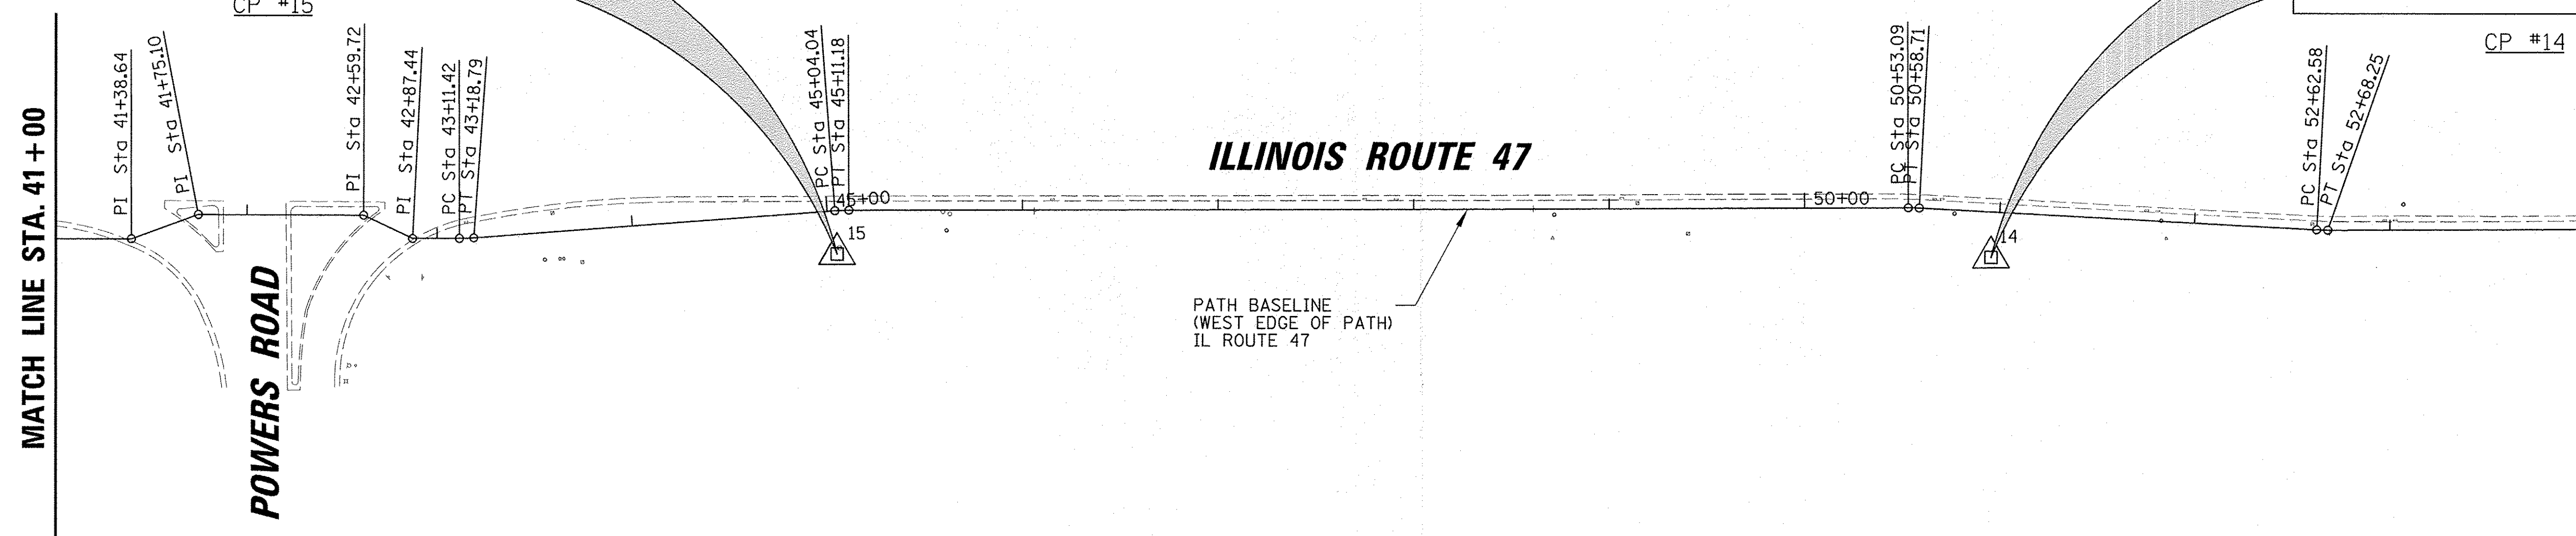 CP #15
MATCH LINE STA. 41+00
PI Sta 41+38.64
PI Sta 41+75.10
PI Sta 42+59.72
PI Sta 42+87.44
PC Sta 43+11.42
PT Sta 43+18.79
PC Sta 45+04.04
PT Sta 45+11.18
PC Sta 50+53.09
PT Sta 50+58.71
PC Sta 52+62.58
PT Sta 52+68.25
CP #14
ILLINOIS ROUTE 47
45+00
50+00
15
14
POWERS ROAD
PATH BASELINE
(WEST EDGE OF PATH)
IL ROUTE 47